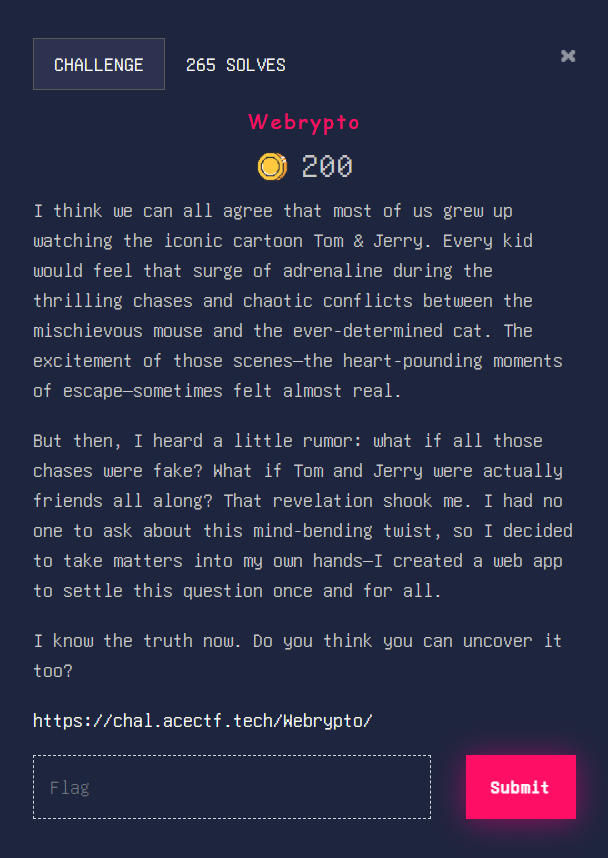 CHALLENGE 265 SOLVES
Webrypto
200
I think we can all agree that most of us grew up
watching the iconic cartoon Tom & Jerry. Every kid
would feel that surge of adrenaline during the
thrilling chases and chaotic conflicts between the
mischievous mouse and the ever-determined cat. The
excitement of those scenes—the heart-pounding moments
of escape—sometimes felt almost real.
But then, I heard a little rumor: what if all those
chases were fake? What if Tom and Jerry were actually
friends all along? That revelation shook me. I had no
one to ask about this mind-bending twist, so I decided
to take matters into my own hands—I created a web app
to settle this question once and for all.
I know the truth now. Do you think you can uncover it
too?
https://chal.acectf.tech/Webrypto/
Flag Submit